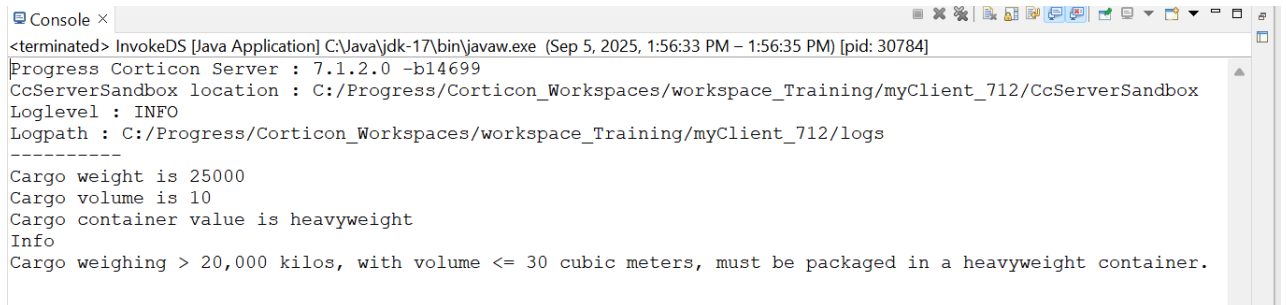 Console ×
<terminated> InvokeDS [Java Application] C:\Java\jdk-17\bin\javaw.exe (Sep 5, 2025, 1:56:33 PM – 1:56:35 PM) [pid: 30784]
Progress Corticon Server : 7.1.2.0 -b14699
CcServerSandbox location : C:/Progress/Corticon_Workspaces/workspace_Training/myClient_712/CcServerSandbox
Loglevel : INFO
Logpath : C:/Progress/Corticon_Workspaces/workspace_Training/myClient_712/logs
----------
Cargo weight is 25000
Cargo volume is 10
Cargo container value is heavyweight
Info
Cargo weighing > 20,000 kilos, with volume <= 30 cubic meters, must be packaged in a heavyweight container.